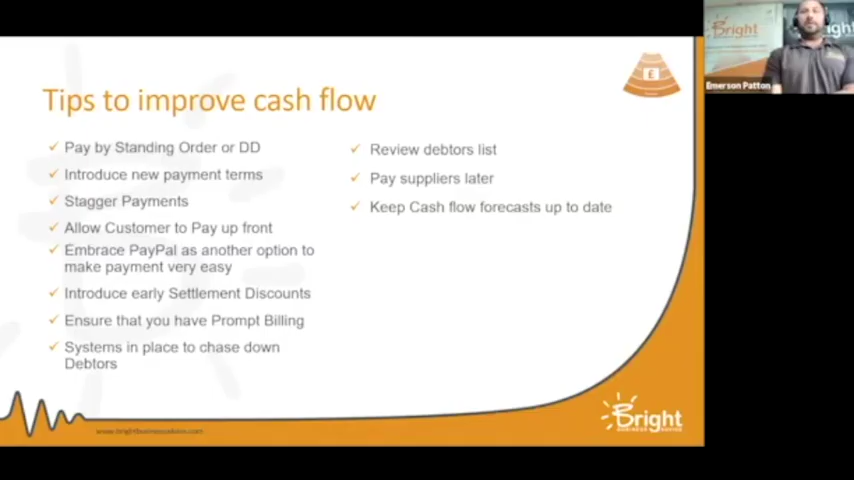 Tips to improve cash flow
£
Pay by Standing Order or DD
Introduce new payment terms
Stagger Payments
Allow Customer to Pay up front
Embrace PayPal as another option to
make payment very easy
Introduce early Settlement Discounts
Ensure that you have Prompt Billing
Systems in place to chase down
Debtors
Review debtors list
Pay suppliers later
Keep Cash flow forecasts up to date
Bright
Emerson Patton
Bright